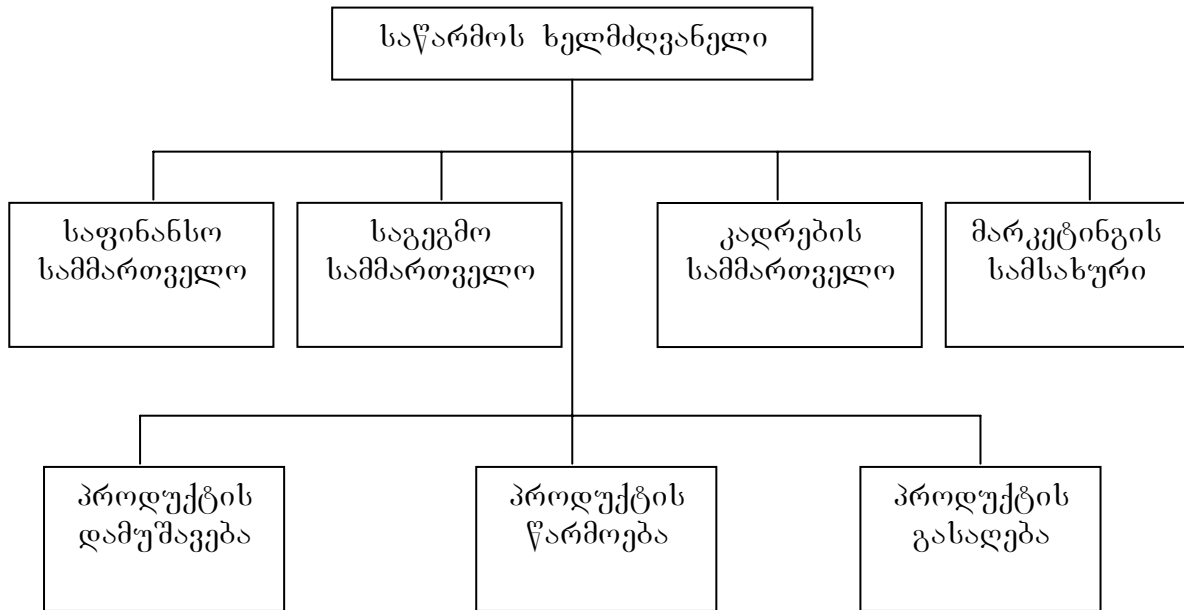 საწარმოს ხელმძღვანელი
საფინანსო
სამმართველო
საგეგმო
სამმართველო
კადრების
სამმართველო
მარკეტინგის
სამსახური
პროდუქტის
დამუშავება
პროდუქტის
წარმოება
პროდუქტის
გასაღება